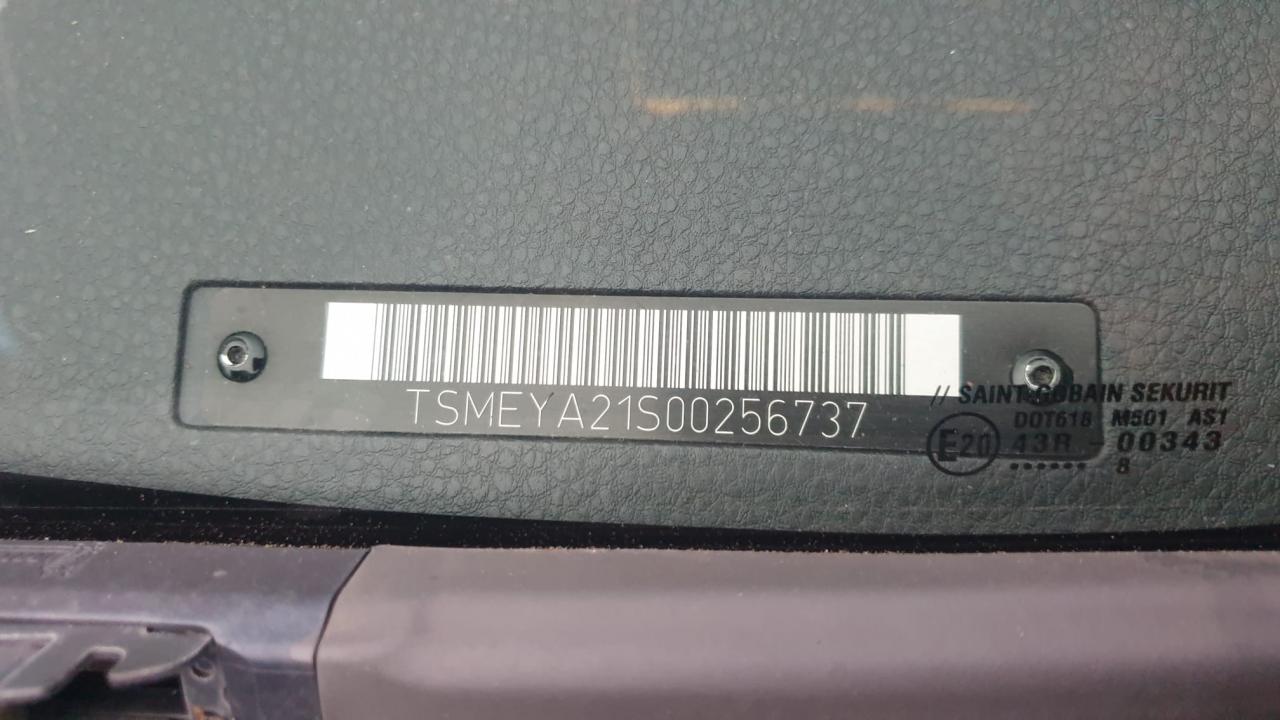 TSMEYA21S00256737
// SAINT-GOBAIN SEKURIT
DOT618 M501 AS1
E20 43R - 00343
•••••• 8